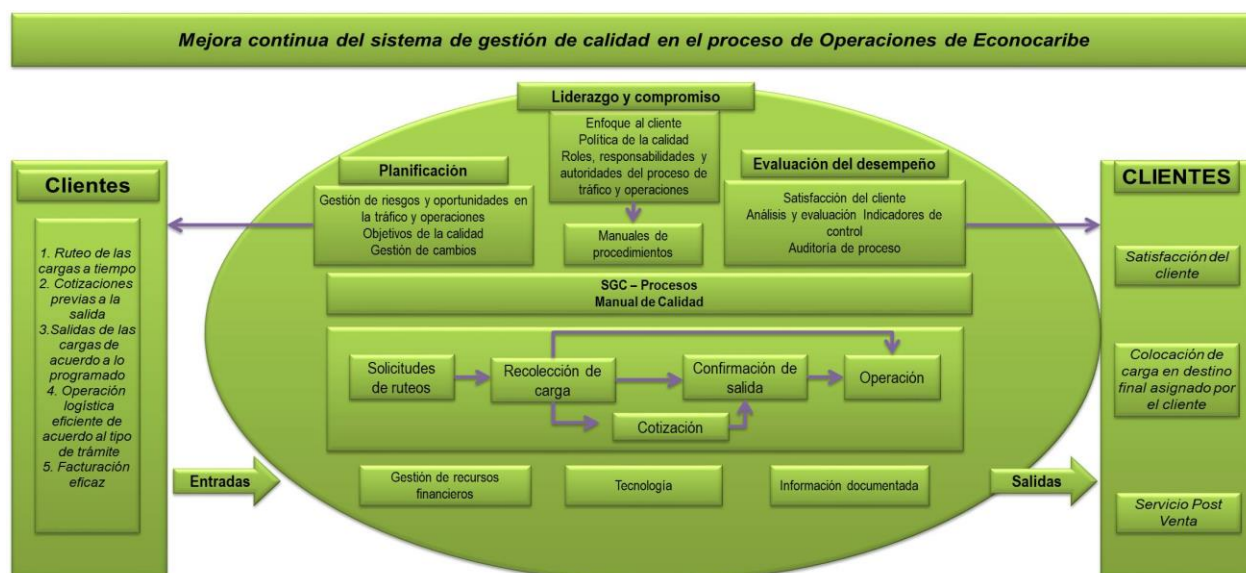 Mejora continua del sistema de gestión de calidad en el proceso de Operaciones de Econocaribe
Clientes
1. Ruteo de las
cargas a tiempo
2. Cotizaciones
previas a la
salida
3.Salidas de las
cargas de
acuerdo a lo
programado
4. Operación
logística
eficiente de
acuerdo al tipo
de trámite
5. Facturación
eficaz
Entradas
Liderazgo y compromiso
Enfoque al cliente
Política de la calidad
Roles, responsabilidades y
autoridades del proceso de
tráfico y operaciones
Planificación
Gestión de riesgos y oportunidades en
la tráfico y operaciones
Objetivos de la calidad
Gestión de cambios
Manuales de
procedimientos
Evaluación del desempeño
Satisfacción del cliente
Análisis y evaluación Indicadores de
control
Auditoría de proceso
SGC – Procesos
Manual de Calidad
Solicitudes
de ruteos
Recolección de
carga
Confirmación de
salida
Operación
Cotización
Gestión de recursos
financieros
Tecnología
Información documentada
Salidas
CLIENTES
Satisfacción del
cliente
Colocación de
carga en destino
final asignado por
el cliente
Servicio Post
Venta